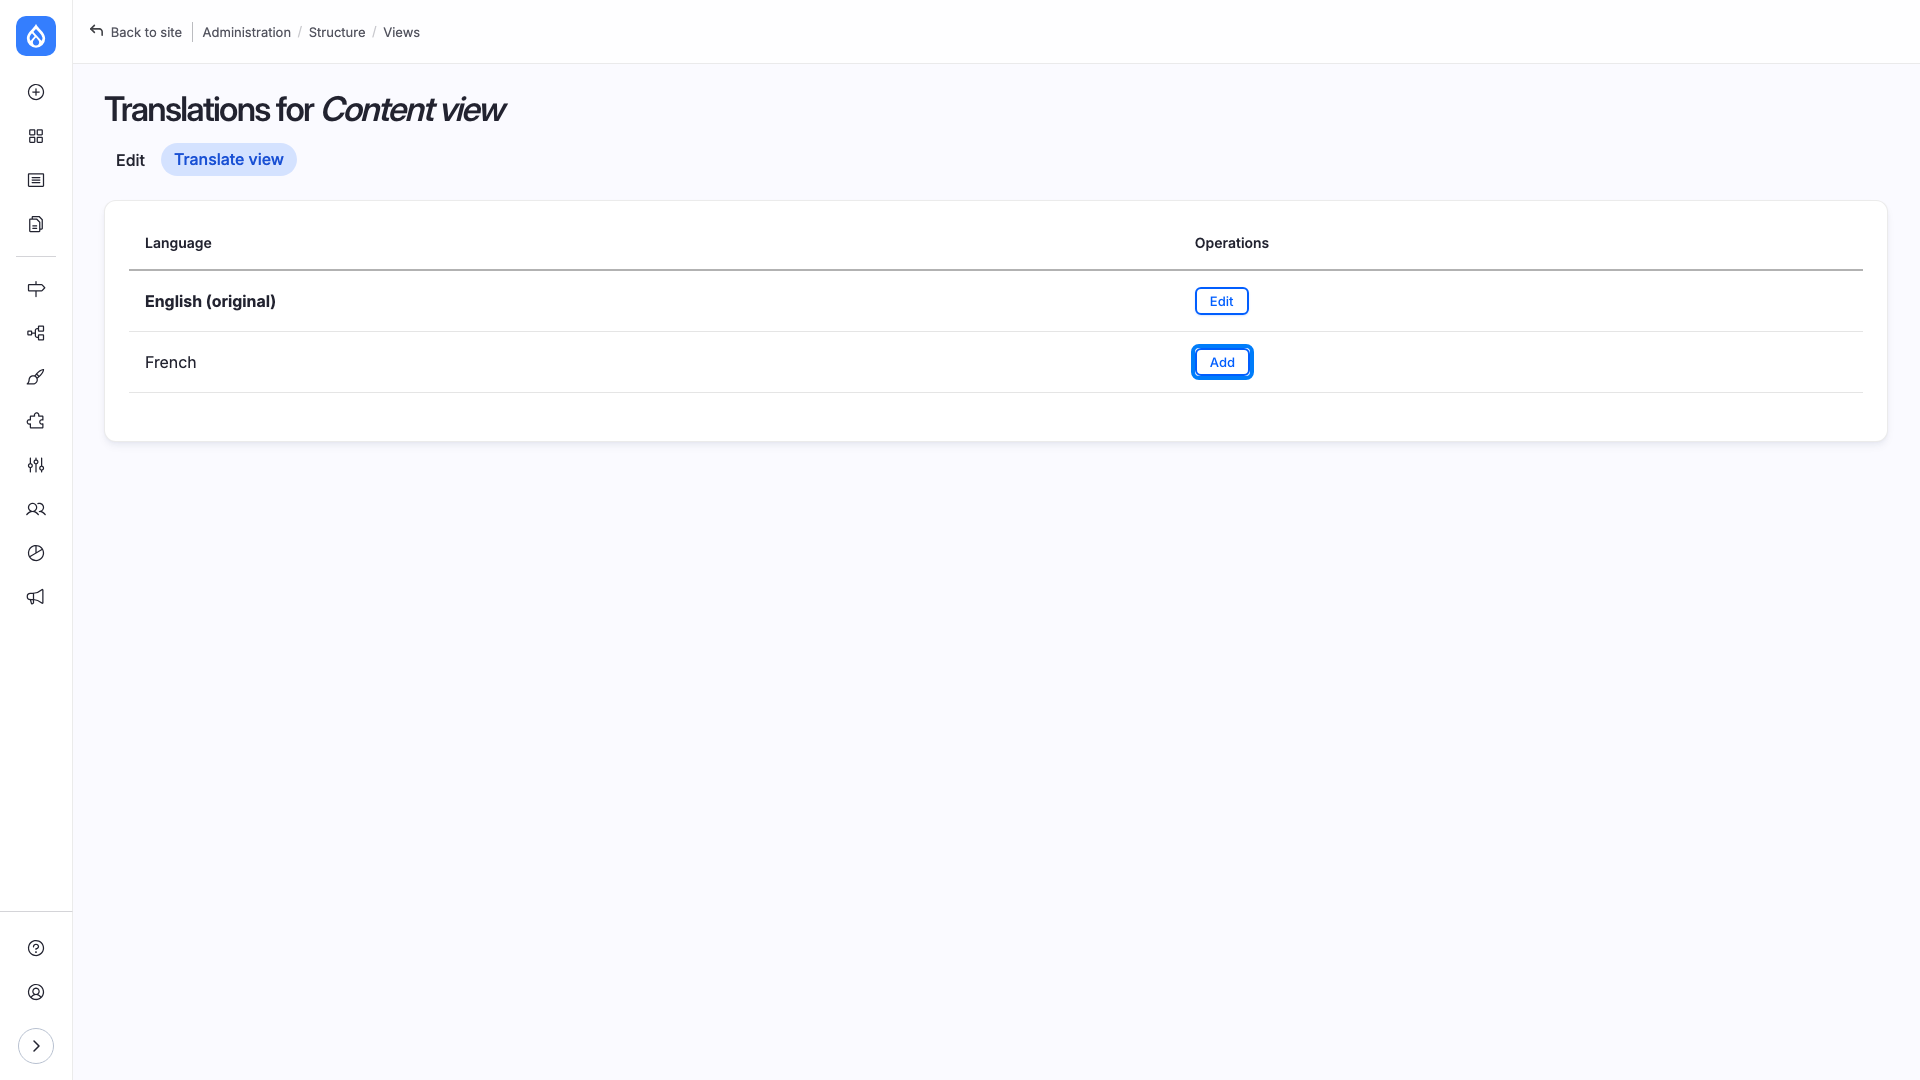 Back to site
Administration / Structure / Views
Translations for Content view
Edit
Translate view
Language
Operations
English (original)
Edit
French
Add